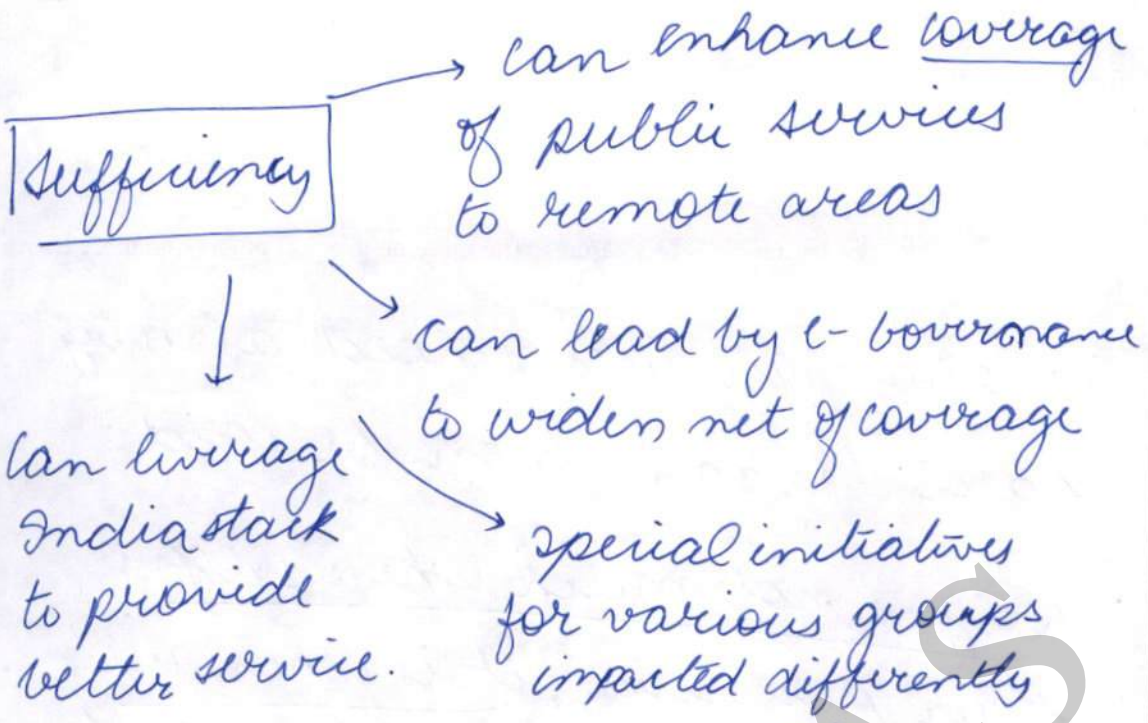 Sufficiency
can enhance coverage
of public services
to remote areas
can lead by e-Governance
to widen net of coverage
special initiatives
for various groups
impacted differently
Can leverage
India stack
to provide
better service.
S